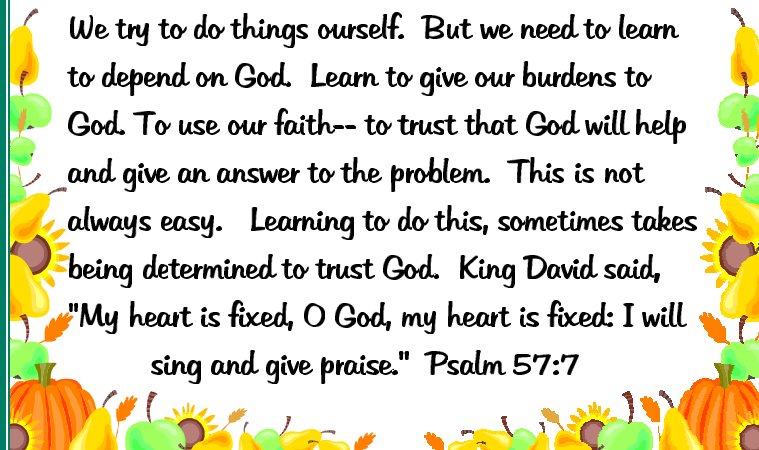 We try to do things ourself.  But we need to learn
to depend on God.  Learn to give our burdens to
God. To use our faith-- to trust that God will help
and give an answer to the problem.  This is not
always easy.   Learning to do this, sometimes takes
being determined to trust God.  King David said,
"My heart is fixed, O God, my heart is fixed: I will
sing and give praise."  Psalm 57:7